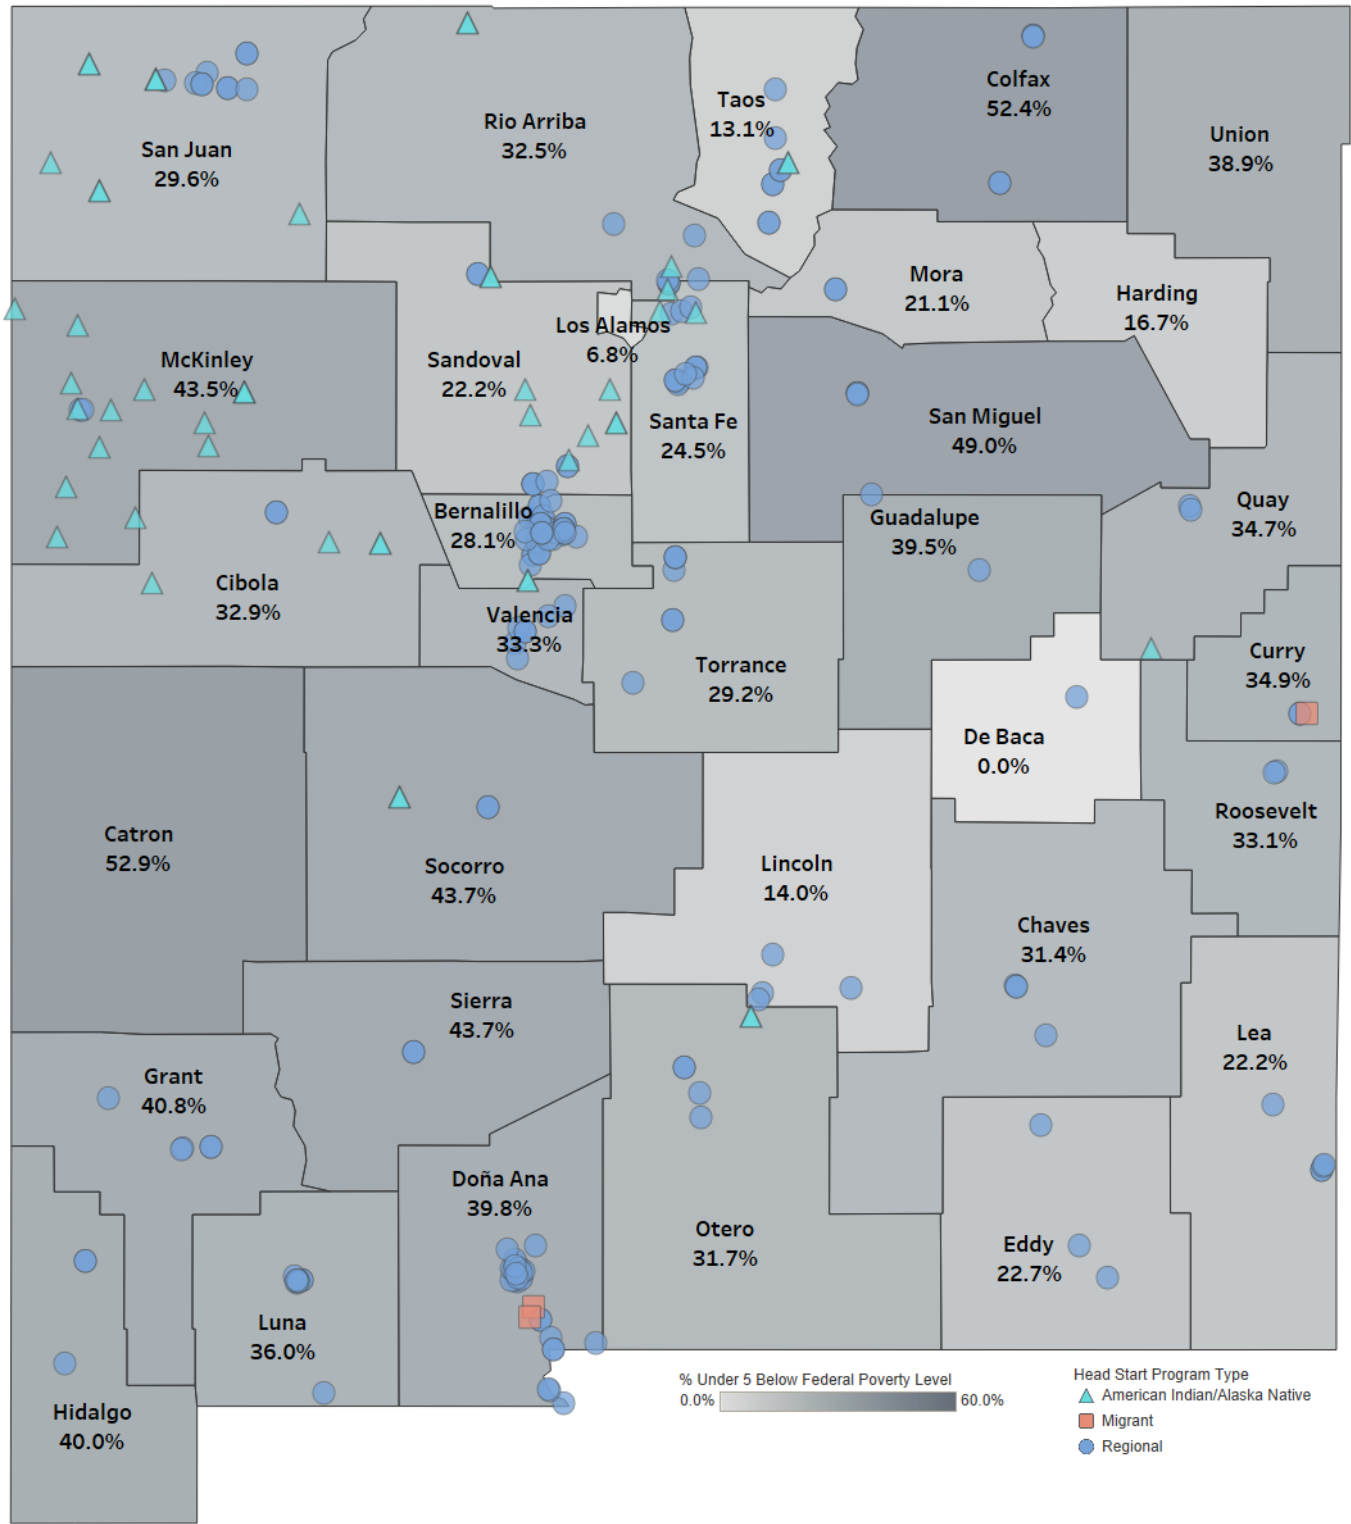 Colfax
52.4%
Taos
13.1%
Rio Arriba
32.5%
Union
38.9%
San Juan
29.6%
Mora
21.1%
Harding
16.7%
Los Alamos
6.8%
McKinley
43.5%
Sandoval
22.2%
Santa Fe
24.5%
San Miguel
49.0%
Quay
34.7%
Bernalillo
28.1%
Guadalupe
39.5%
Cibola
32.9%
Valencia
33.3%
Torrance
29.2%
Curry
34.9%
De Baca
0.0%
Roosevelt
33.1%
Catron
52.9%
Socorro
43.7%
Lincoln
14.0%
Chaves
31.4%
Sierra
43.7%
Lea
22.2%
Grant
40.8%
Doña Ana
39.8%
Otero
31.7%
Eddy
22.7%
Luna
36.0%
Hidalgo
40.0%
% Under 5 Below Federal Poverty Level
0.0% 60.0%
Head Start Program Type
American Indian/Alaska Native
Migrant
Regional